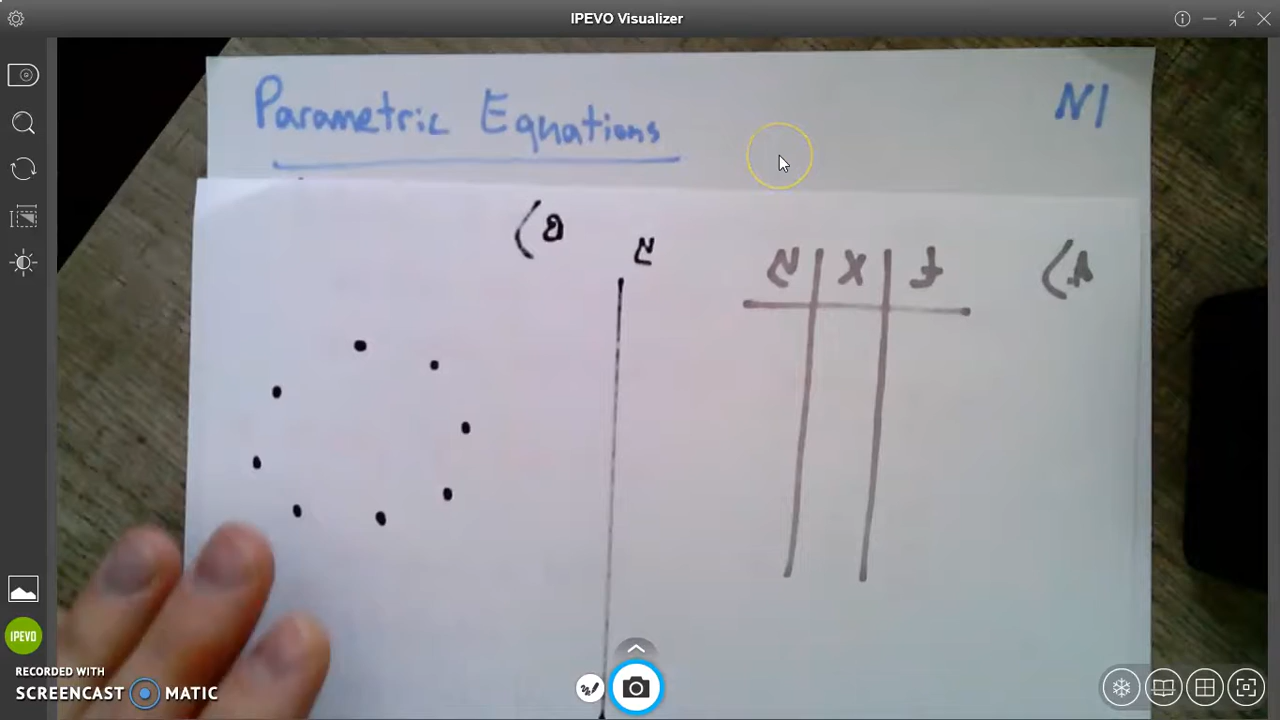 IPEVO Visualizer
Parametric Equations N1
B) y
t x y
A)
IPEVO
RECORDED WITH
SCREENCAST MATIC